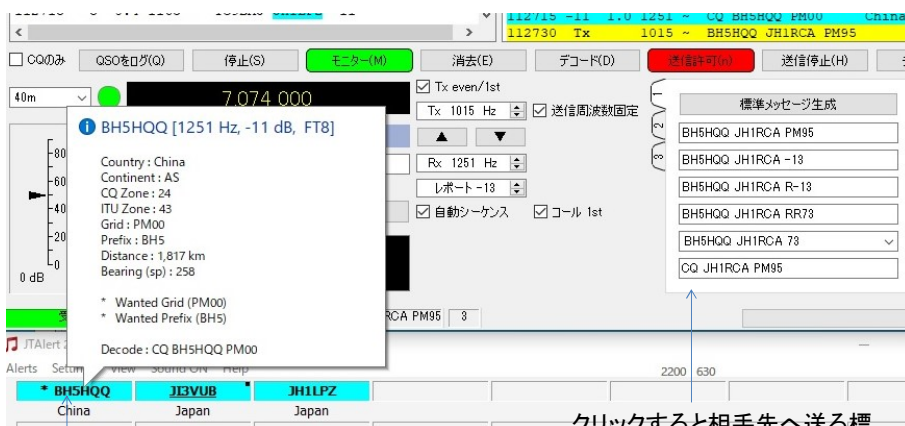 112715 -11 1.0 1251 ~ CQ BH5HQQ PM00 China
112730 Tx 1015 ~ BH5HQQ JH1RCA PM95
CQのみ QSOをログ(Q) 停止(S) モニター(M) 消去(E) デコード(D) 送信許可(n) 送信停止(H)
40m 7.074 000
Tx even/1st
Tx 1015 Hz 送信周波数固定
▲ ▼
Rx 1251 Hz
レポート -13
自動シーケンス コール 1st
1
2
3
標準メッセージ生成
BH5HQQ JH1RCA PM95
BH5HQQ JH1RCA -13
BH5HQQ JH1RCA R-13
BH5HQQ JH1RCA RR73
BH5HQQ JH1RCA 73
CQ JH1RCA PM95
-80
-60
-40
-20
0
0 dB
BH5HQQ [1251 Hz, -11 dB, FT8]
Country : China
Continent : AS
CQ Zone : 24
ITU Zone : 43
Grid : PM00
Prefix : BH5
Distance : 1,817 km
Bearing (sp) : 258
* Wanted Grid (PM00)
* Wanted Prefix (BH5)
Decode : CQ BH5HQQ PM00
RCA PM95 3
JTAlert
Alerts View Sound ON Help
2200 630
* BH5HQQ JI3VUB JH1LPZ
China Japan Japan
クリックすると相手先へ送る標